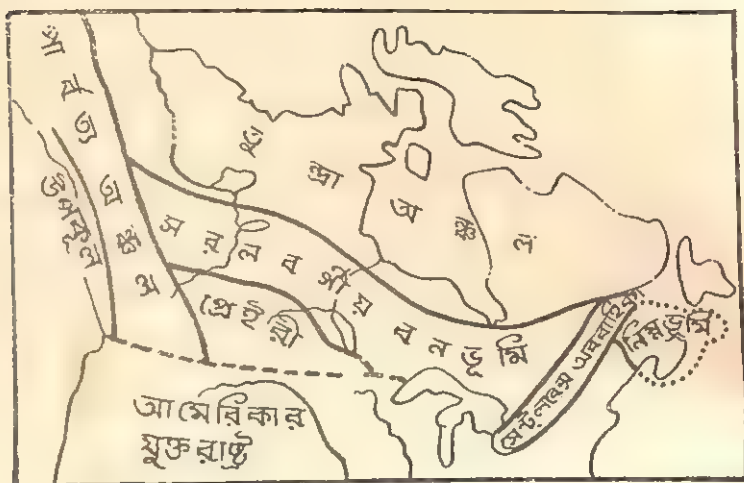 পার্বত্য অঞ্চল
উপকূল
তুন্দ্রা অঞ্চল
সরলবর্গীয় বনভূমি
প্রেইরী
সেন্ট লরেন্স অববাহিকা
নিম্নভূমি
আমেরিকার
যুক্তরাষ্ট্র